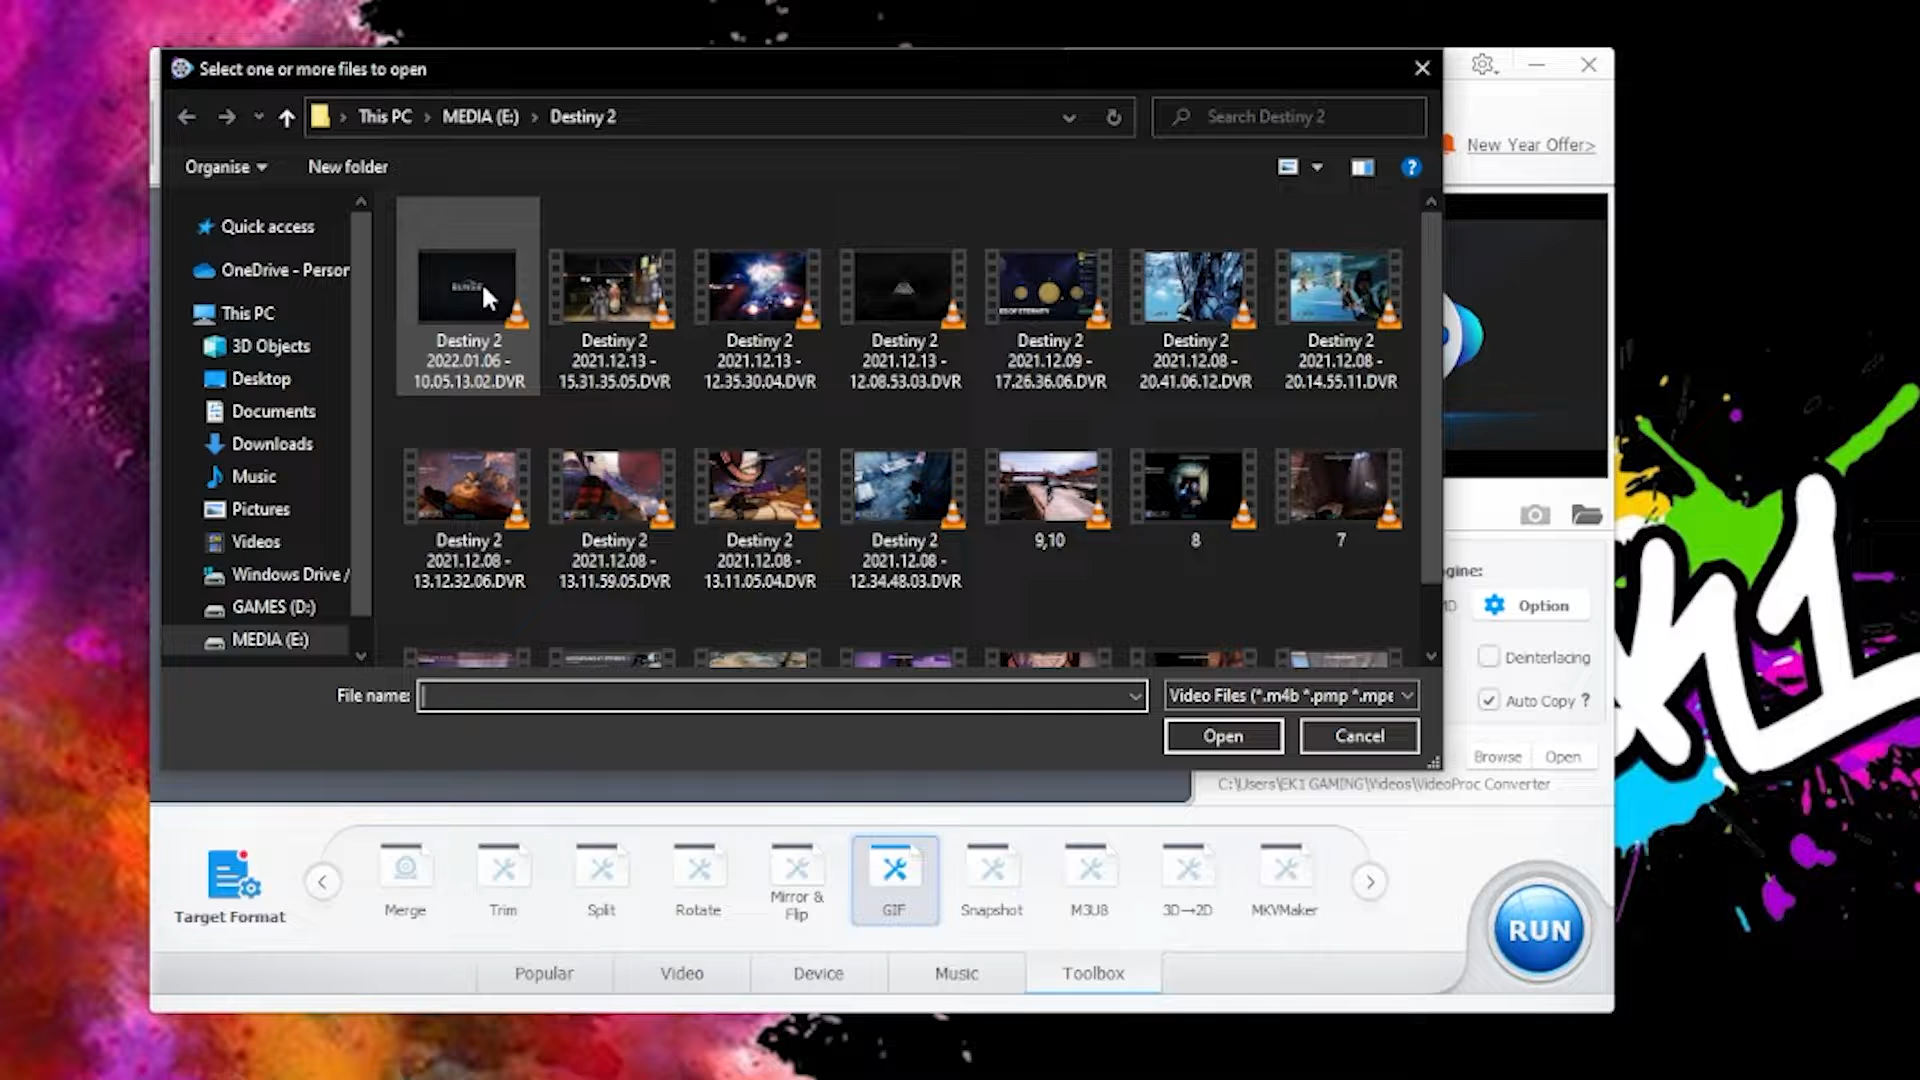 Select one or more files to open
This PC
MEDIA (E:)
Destiny 2
Search Destiny 2
New Year Offer>
Organise
New folder
Quick access
OneDrive - Person
This PC
3D Objects
Desktop
Documents
Downloads
Music
Pictures
Videos
Windows Drive /
GAMES (D:)
MEDIA (E:)
Destiny 2
2022.01.06 -
10.05.13.02.DVR
Destiny 2
2021.12.13 -
15.31.35.05.DVR
Destiny 2
2021.12.13 -
12.35.30.04.DVR
Destiny 2
2021.12.13 -
12.08.53.03.DVR
Destiny 2
2021.12.09 -
17.26.36.06.DVR
Destiny 2
2021.12.08 -
20.41.06.12.DVR
Destiny 2
2021.12.08 -
20.14.55.11.DVR
Destiny 2
2021.12.08 -
13.12.32.06.DVR
Destiny 2
2021.12.08 -
13.11.59.05.DVR
Destiny 2
2021.12.08 -
13.11.05.04.DVR
Destiny 2
2021.12.08 -
12.34.48.03.DVR
9,10
8
7
File name:
Video Files (*.m4b *.pmp *.mpe
Open
Cancel
gine:
Option
Deinterlacing
Auto Copy ?
Browse
Open
C:\Users\EK1 GAMING\Videos\VideoProc Converter
Target Format
Merge
Trim
Split
Rotate
Mirror &
Flip
GIF
Snapshot
M3U8
3D→2D
MKVMaker
RUN
Popular
Video
Device
Music
Toolbox